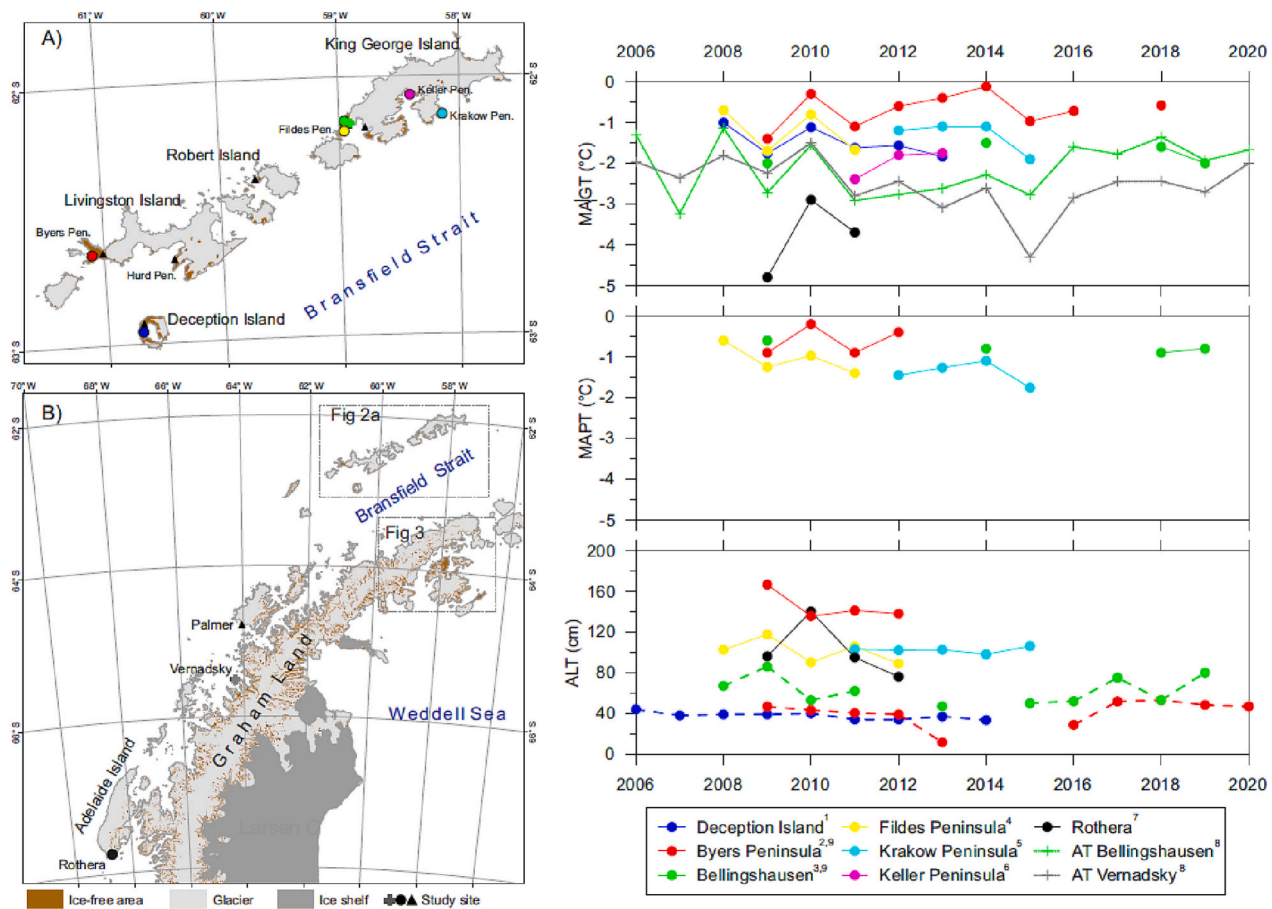 61° W 60° W 59° W 58° W
A)
King George Island
62° S
62° S
Keller Pen.
Krakow Pen.
Fildes Pen.
Robert Island
Livingston Island
Byers Pen.
Hurd Pen.
Bransfield Strait
Deception Island
63° S
63° S
70° W 68° W 66° W 64° W 62° W 60° W 58° W
B)
Fig 2a
62° S
62° S
Bransfield Strait
Fig 3
64° S
64° S
Palmer
Vernadsky
Graham Land
Weddell Sea
66° S
66° S
Adelaide Island
Larsen C
Rothera
Ice-free area Glacier Ice shelf Study site
2006 2008 2010 2012 2014 2016 2018 2020
MAGT (°C)
0
-1
-2
-3
-4
-5
MAPT (°C)
0
-1
-2
-3
-4
-5
ALT (cm)
200
160
120
80
40
0
2006 2008 2010 2012 2014 2016 2018 2020
Deception Island¹ Fildes Peninsula⁴ Rothera⁷
Byers Peninsula²,⁹ Krakow Peninsula⁵ AT Bellingshausen⁸
Bellingshausen³,⁹ Keller Peninsula⁶ AT Vernadsky⁸